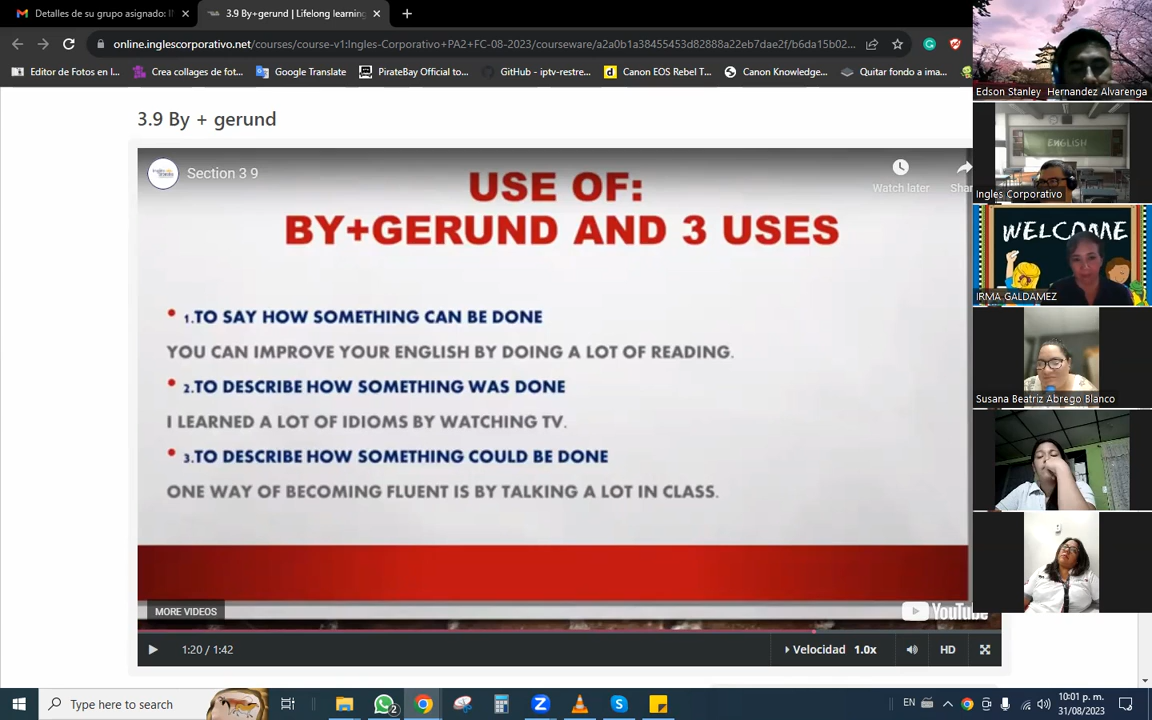 Detalles de su grupo asignado: I
3.9 By+gerund | Lifelong learning
online.inglescorporativo.net/courses/course-v1:Ingles-Corporativo+PA2+FC-08-2023/courseware/a2a0b1a38455453d82888a22eb7dae2f/b6da15b02...
Editor de Fotos en l...
Crea collages de fot...
Google Translate
PirateBay Official to...
GitHub - iptv-restre...
Canon EOS Rebel T...
Canon Knowledge...
Quitar fondo a ima...
3.9 By + gerund
Section 3 9
Watch later
Shar
USE OF:
BY+GERUND AND 3 USES
• 1.TO SAY HOW SOMETHING CAN BE DONE
YOU CAN IMPROVE YOUR ENGLISH BY DOING A LOT OF READING.
• 2.TO DESCRIBE HOW SOMETHING WAS DONE
I LEARNED A LOT OF IDIOMS BY WATCHING TV.
• 3.TO DESCRIBE HOW SOMETHING COULD BE DONE
ONE WAY OF BECOMING FLUENT IS BY TALKING A LOT IN CLASS.
MORE VIDEOS
YouTube
1:20 / 1:42
Velocidad 1.0x
HD
Edson Stanley Hernandez Alvarenga
ENGLISH
Ingles Corporativo
WELCOME
IRMA GALDAMEZ
Susana Beatriz Abrego Blanco
Type here to search
2
EN
10:01 p. m.
31/08/2023